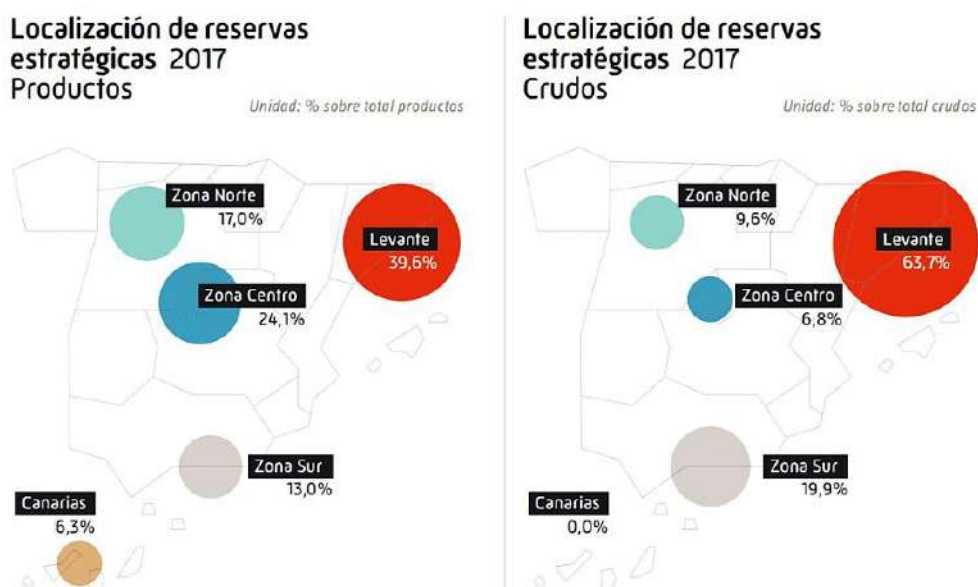 Localización de reservas
estratégicas 2017
Productos
Unidad: % sobre total productos
Zona Norte
17,0%
Levante
39,6%
Zona Centro
24,1%
Zona Sur
13,0%
Canarias
6,3%
Localización de reservas
estratégicas 2017
Crudos
Unidad: % sobre total crudos
Zona Norte
9,6%
Levante
63,7%
Zona Centro
6,8%
Zona Sur
19,9%
Canarias
0,0%